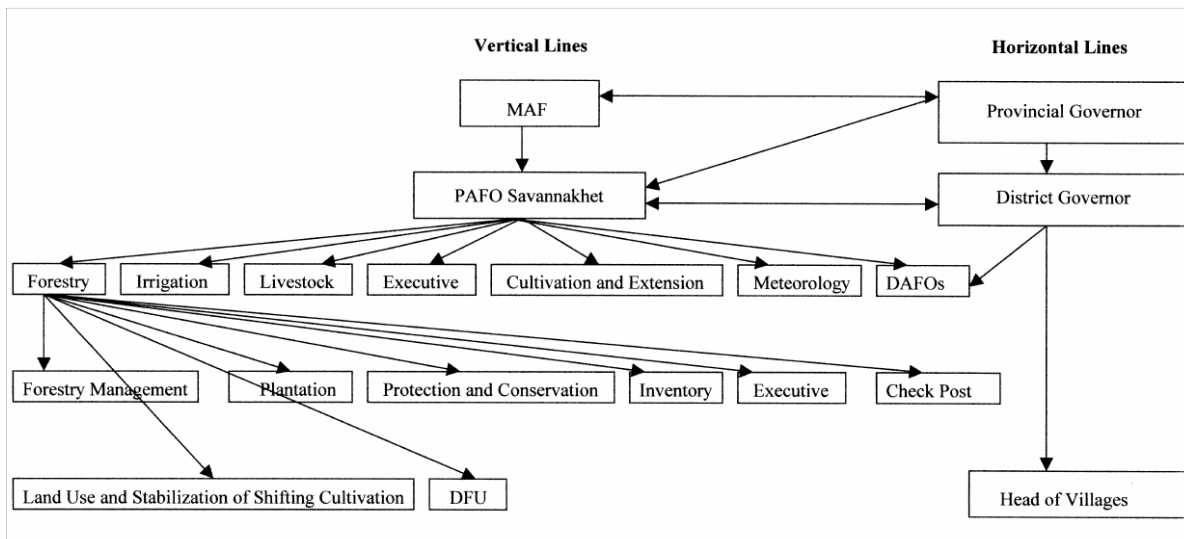 Vertical Lines
Horizontal Lines
MAF
Provincial Governor
PAFO Savannakhet
District Governor
Forestry
Irrigation
Livestock
Executive
Cultivation and Extension
Meteorology
DAFOs
Forestry Management
Plantation
Protection and Conservation
Inventory
Executive
Check Post
Land Use and Stabilization of Shifting Cultivation
DFU
Head of Villages